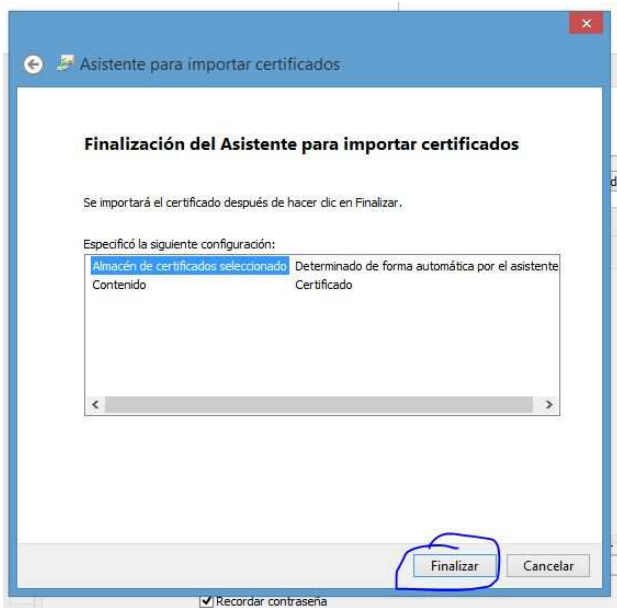 Asistente para importar certificados
Finalización del Asistente para importar certificados
Se importará el certificado después de hacer clic en Finalizar.
Especificó la siguiente configuración:
Almacén de certificados seleccionado Determinado de forma automática por el asistente
Contenido Certificado
Finalizar Cancelar
Recordar contraseña